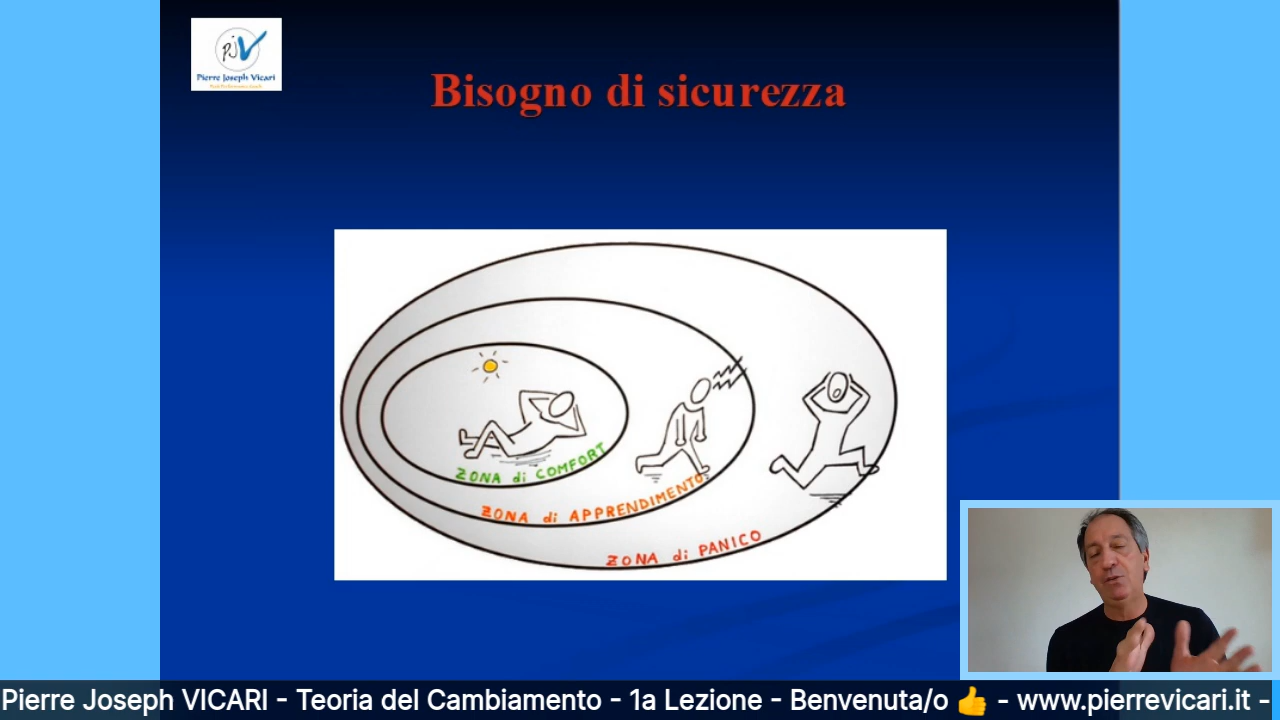 PJV
Pierre Joseph Vicari
Bisogno di sicurezza
ZONA di COMFORT
ZONA di APPRENDIMENTO
ZONA di PANICO
Pierre Joseph VICARI - Teoria del Cambiamento - 1a Lezione - Benvenuta/o 👍 - www.pierrevicari.it -